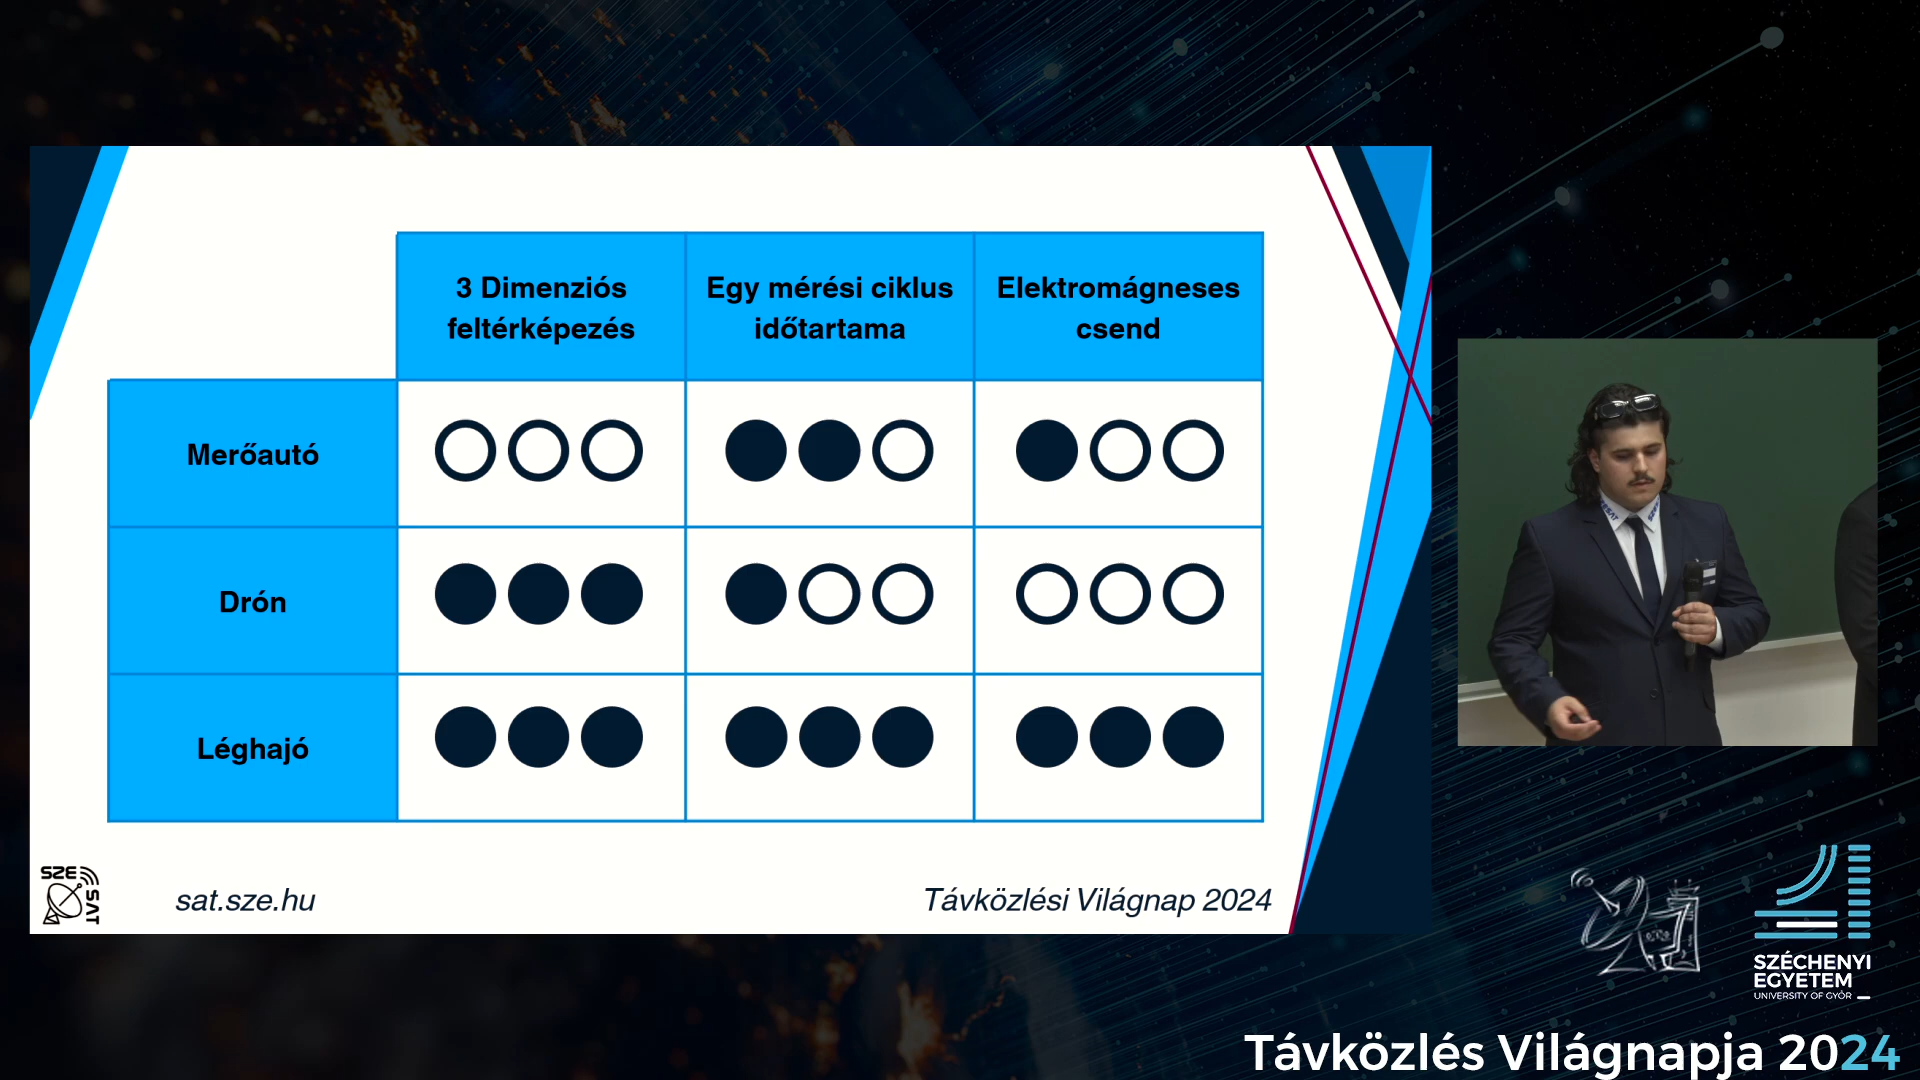 3 Dimenziós
feltérképezés
Egy mérési ciklus
időtartama
Elektromágneses
csend
Merőautó
Drón
Léghajó
SZE
SAT
sat.sze.hu
Távközlési Világnap 2024
SZÉCHENYI
EGYETEM
UNIVERSITY OF GYŐR
Távközlés Világnapja 2024